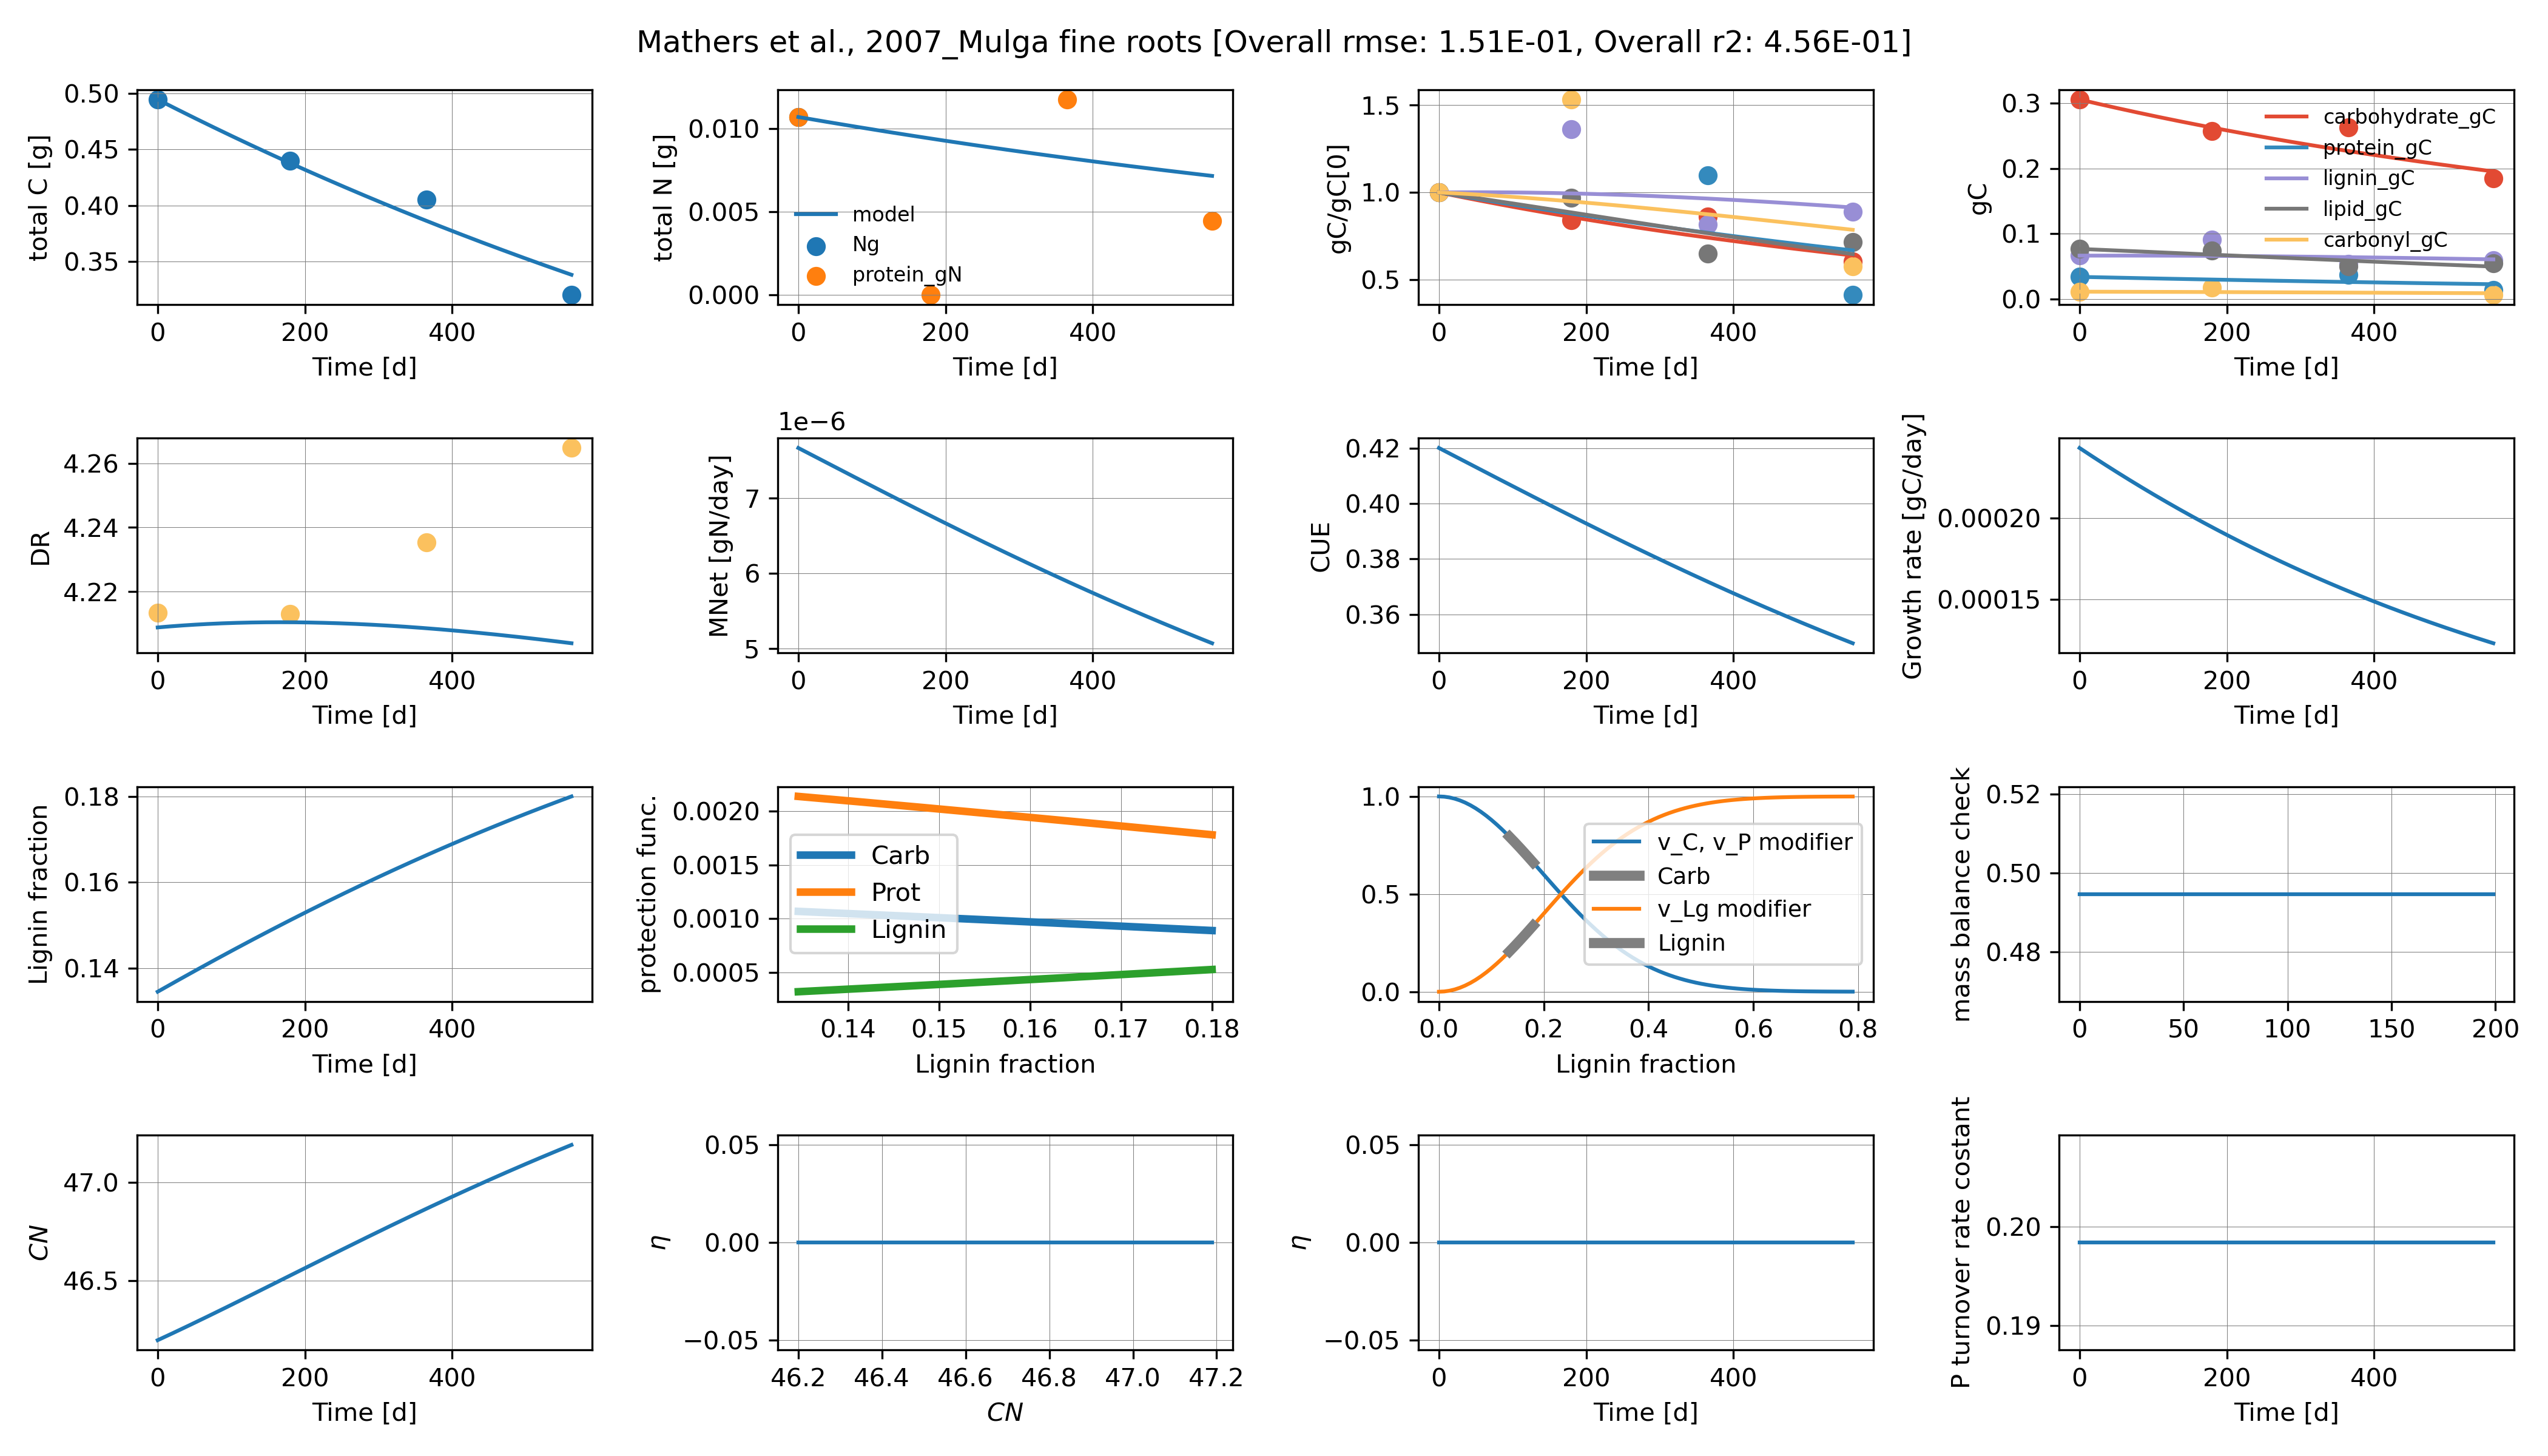 Mathers et al., 2007_Mulga fine roots [Overall rmse: 1.51E-01, Overall r2: 4.56E-01]
total C [g]
0.50
0.45
0.40
0.35
0 200 400
Time [d]
total N [g]
0.010
0.005
0.000
model
Ng
protein_gN
0 200 400
Time [d]
gC/gC[0]
1.5
1.0
0.5
0 200 400
Time [d]
gC
0.3
0.2
0.1
0.0
carbohydrate_gC
protein_gC
lignin_gC
lipid_gC
carbonyl_gC
0 200 400
Time [d]
DR
4.26
4.24
4.22
0 200 400
Time [d]
1e−6
MNet [gN/day]
7
6
5
0 200 400
Time [d]
CUE
0.42
0.40
0.38
0.36
0 200 400
Time [d]
Growth rate [gC/day]
0.00020
0.00015
0 200 400
Time [d]
Lignin fraction
0.18
0.16
0.14
0 200 400
Time [d]
protection func.
0.0020
0.0015
0.0010
0.0005
Carb
Prot
Lignin
0.14 0.15 0.16 0.17 0.18
Lignin fraction
1.0
0.5
0.0
v_C, v_P modifier
Carb
v_Lg modifier
Lignin
0.0 0.2 0.4 0.6 0.8
Lignin fraction
mass balance check
0.52
0.50
0.48
0 50 100 150 200
CN
47.0
46.5
0 200 400
Time [d]
η
0.05
0.00
−0.05
46.2 46.4 46.6 46.8 47.0 47.2
CN
η
0.05
0.00
−0.05
0 200 400
Time [d]
P turnover rate costant
0.20
0.19
0 200 400
Time [d]